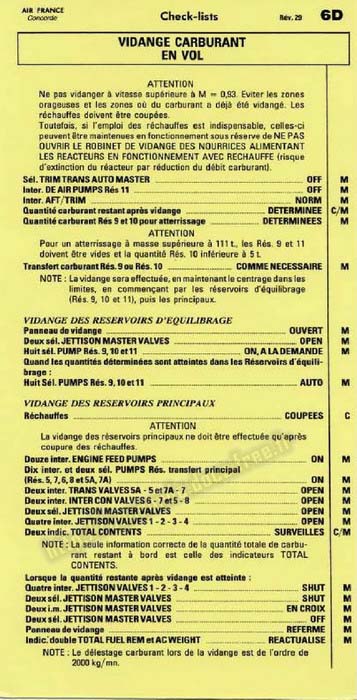 AIR FRANCE
Concorde
Check-lists
Rév. 29
6D
VIDANGE CARBURANT
EN VOL
ATTENTION
Ne pas vidanger à vitesse supérieure à M = 0,93. Eviter les zones
orageuses et les zones où du carburant a déjà été vidangé. Les
réchauffes doivent être coupées.
Toutefois, si l'emploi des réchauffes est indispensable, celles-ci
peuvent être maintenues en fonctionnement sous réserve de NE PAS
OUVRIR LE ROBINET DE VIDANGE DES NOURRICES ALIMENTANT
LES REACTEURS EN FONCTIONNEMENT AVEC RECHAUFFE (risque
d'extinction du réacteur par réduction du débit carburant).
Sél. TRIM TRANS AUTO MASTER OFF M
Inter. DE AIR PUMPS Rés 11 OFF M
Inter. AFT/TRIM NORM M
Quantité carburant restant après vidange DETERMINEE C/M
Quantité carburant Rés 9 et 10 pour atterrissage DETERMINEES M
ATTENTION
Pour un atterrissage à masse supérieure à 111 t., les Rés. 9 et 11
doivent être vides et la quantité Rés. 10 inférieure à 5 t.
Transfert carburant Rés. 9 ou Rés. 10 COMME NECESSAIRE M
NOTE : La vidange sera effectuée, en maintenant le centrage dans les
limites, en commençant par les réservoirs d'équilibrage
(Rés. 9, 10 et 11), puis les principaux.
VIDANGE DES RESERVOIRS D'EQUILIBRAGE
Panneau de vidange OUVERT M
Deux sél. JETTISON MASTER VALVES OPEN M
Huit sél. PUMP Rés. 9, 10 et 11 ON, A LA DEMANDE M
Quand les quantités déterminées sont atteintes dans les Réservoirs d'équili-
brage :
Huit Sél. PUMPS Rés. 9, 10 et 11 AUTO M
VIDANGE DES RESERVOIRS PRINCIPAUX
Réchauffes COUPEES C
ATTENTION
La vidange des réservoirs principaux ne doit être effectuée qu'après
coupure des réchauffes.
Douze inter. ENGINE FEED PUMPS ON M
Dix inter. et deux sél. PUMPS Rés. transfert principal
(Rés. 5, 7, 6, 8 et 5A, 7A) ON M
Deux inter. TRANS VALVES 5A - 5 et 7A - 7 OPEN M
Deux inter. INTER CON VALVES 6 - 7 et 5 - 8 OPEN M
Deux sél. JETTISON MASTER VALVES OPEN M
Quatre inter. JETTISON VALVES 1 - 2 - 3 - 4 OPEN M
Deux indic. TOTAL CONTENTS SURVEILLES C/M
NOTE : La seule information correcte de la quantité totale de carbu-
rant restant à bord est celle des indicateurs TOTAL
CONTENTS.
Lorsque la quantité restante après vidange est atteinte :
Quatre inter. JETTISON VALVES 1 - 2 - 3 - 4 SHUT M
Deux sél. JETTISON MASTER VALVES SHUT M
Deux i.m. JETTISON MASTER VALVES EN CROIX M
Deux sél. JETTISON MASTER VALVES OFF M
Panneau de vidange REFERME M
Indic. double TOTAL FUEL REM et AC WEIGHT REACTUALISE M
NOTE : Le délestage carburant lors de la vidange est de l'ordre de
2000 kg/mn.